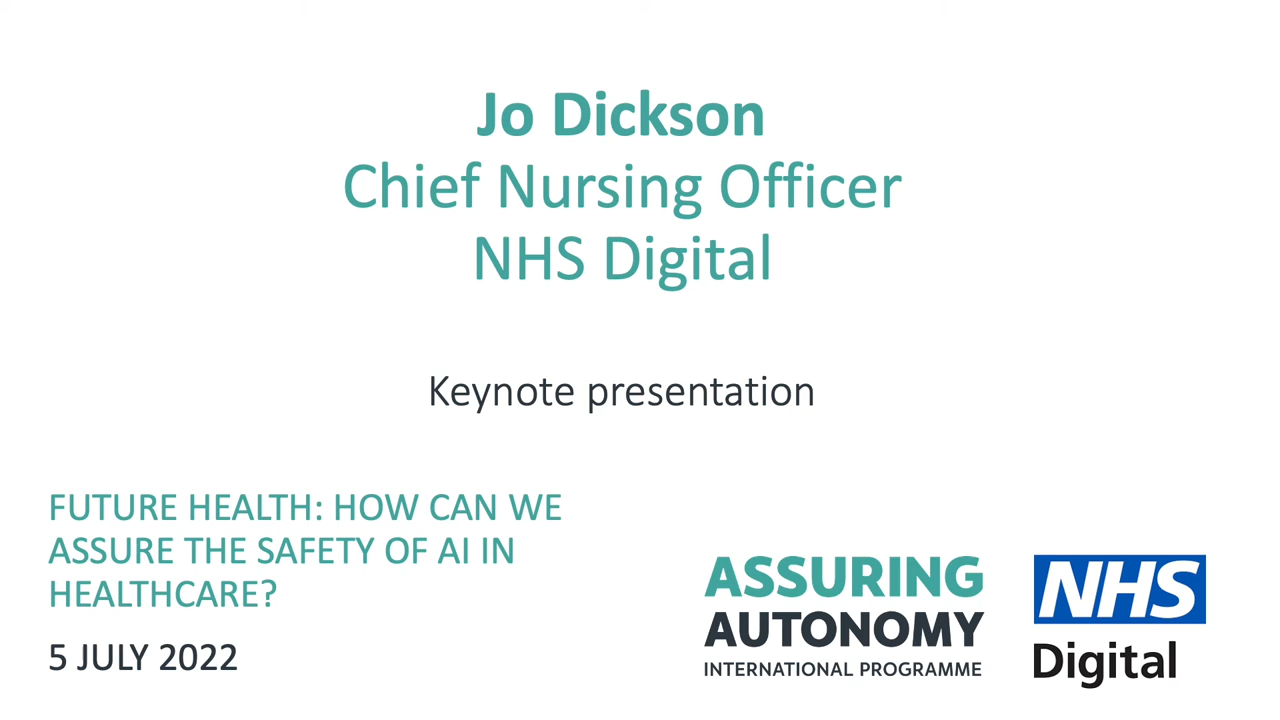 Jo Dickson
Chief Nursing Officer
NHS Digital
Keynote presentation
FUTURE HEALTH: HOW CAN WE
ASSURE THE SAFETY OF AI IN
HEALTHCARE?
5 JULY 2022
ASSURING
AUTONOMY
INTERNATIONAL PROGRAMME
NHS
Digital